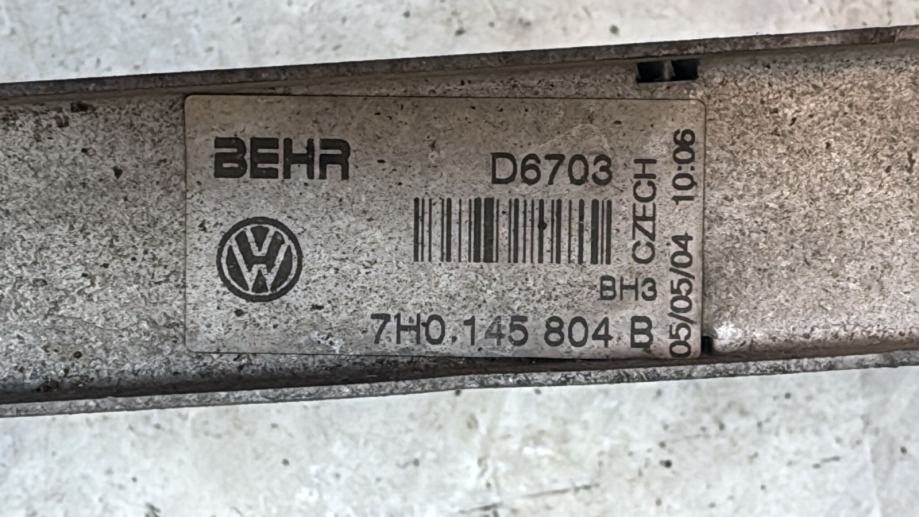 BEHR
D6703
BH3
7H0 145 804 B
CZECH
05/05/04 10:06